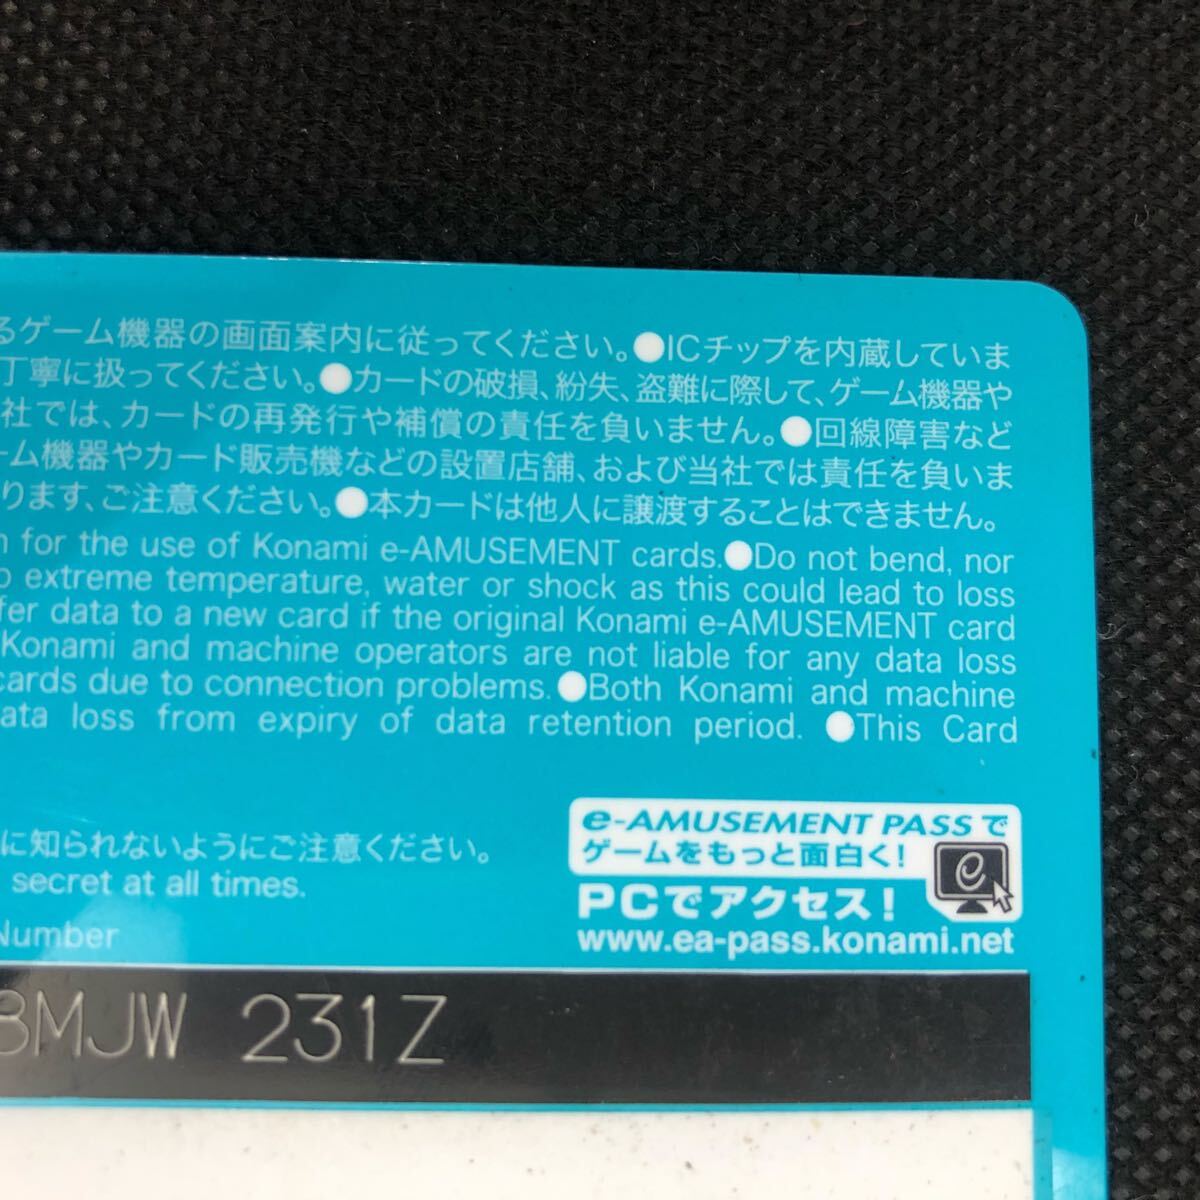 るゲーム機器の画面案内に従ってください。●ICチップを内蔵していま
丁寧に扱ってください。●カードの破損、紛失、盗難に際して、ゲーム機器や
社では、カードの再発行や補償の責任を負いません。●回線障害など
ーム機器やカード販売機などの設置店舗、および当社では責任を負いま
ります、ご注意ください。●本カードは他人に譲渡することはできません。
for the use of Konami e-AMUSEMENT cards.●Do not bend, nor
extreme temperature, water or shock as this could lead to loss
fer data to a new card if the original Konami e-AMUSEMENT card
Konami and machine operators are not liable for any data loss
cards due to connection problems.●Both Konami and machine
ata loss from expiry of data retention period. ●This Card
e-AMUSEMENT PASSで
ゲームをもっと面白く!
PCでアクセス!
www.ea-pass.konami.net
に知られないようにご注意ください。
secret at all times.
Number
8MJW 231Z